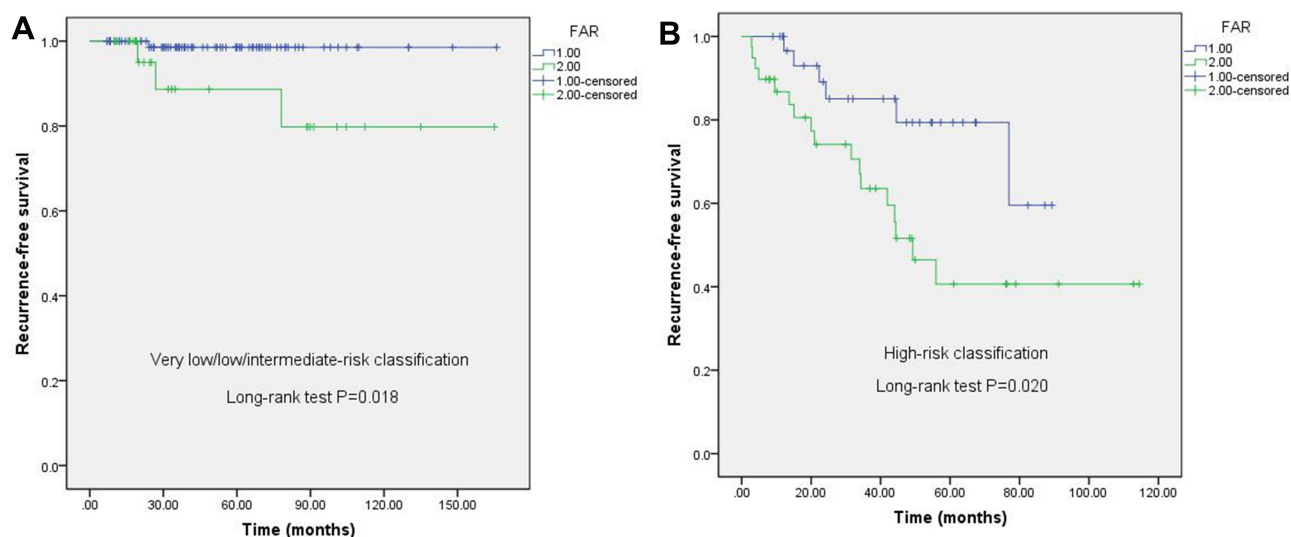 A
FAR
1.00
2.00
1.00-censored
2.00-censored
Recurrence-free survival
1.0
0.8
0.6
0.4
0.2
0.0
Very low/low/intermediate-risk classification
Long-rank test P=0.018
.00 30.00 60.00 90.00 120.00 150.00
Time (months)
B
FAR
1.00
2.00
1.00-censored
2.00-censored
Recurrence-free survival
1.0
0.8
0.6
0.4
0.2
0.0
High-risk classification
Long-rank test P=0.020
.00 20.00 40.00 60.00 80.00 100.00 120.00
Time (months)